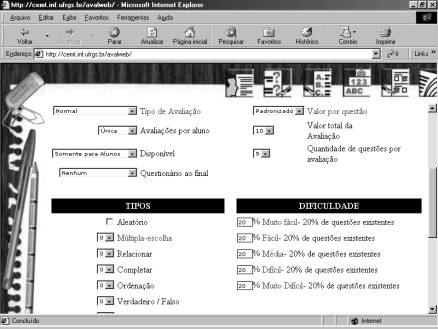 http://cemt.inf.ufrgs.br/avalweb/ - Microsoft Internet Explorer
Arquivo Editar Exibir Favoritos Ferramentas Ajuda
Voltar Avançar Parar Atualizar Página inicial Pesquisar Favoritos Histórico Correio Imprimir
Endereço http://cemt.inf.ufrgs.br/avalweb/ Ir Links »
123
ABC
Normal Tipo de Avaliação Padronizado Valor por questão
Única Avaliações por aluno 10 Valor total da Avaliação
Somente para Alunos Disponível 5 Quantidade de questões por avaliação
Nenhum Questionário ao final
TIPOS DIFICULDADE
Aleatório 20 % Muito fácil- 20% de questões existentes
0 Múltipla-escolha 20 % Fácil- 20% de questões existentes
0 Relacionar 20 % Média- 20% de questões existentes
0 Completar 20 % Difícil- 20% de questões existentes
0 Ordenação 20 % Muito Difícil- 20% de questões existentes
0 Verdadeiro / Falso
Concluído Internet